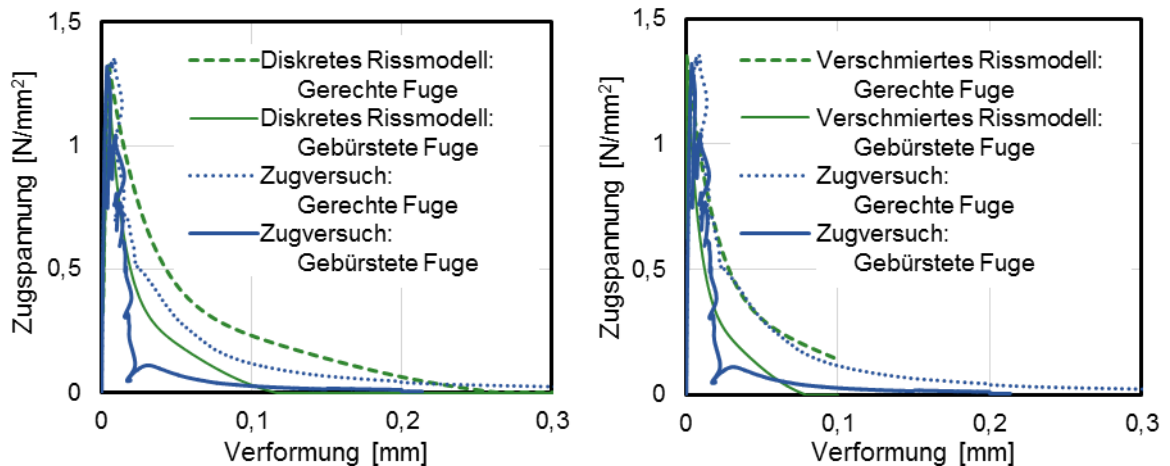 1,5
1
0,5
0
Zugspannung [N/mm²]
Diskretes Rissmodell:
Gerechte Fuge
Diskretes Rissmodell:
Gebürstete Fuge
Zugversuch:
Gerechte Fuge
Zugversuch:
Gebürstete Fuge
0 0,1 0,2 0,3
Verformung [mm]
1,5
1
0,5
0
Zugspannung [N/mm²]
Verschmiertes Rissmodell:
Gerechte Fuge
Verschmiertes Rissmodell:
Gebürstete Fuge
Zugversuch:
Gerechte Fuge
Zugversuch:
Gebürstete Fuge
0 0,1 0,2 0,3
Verformung [mm]